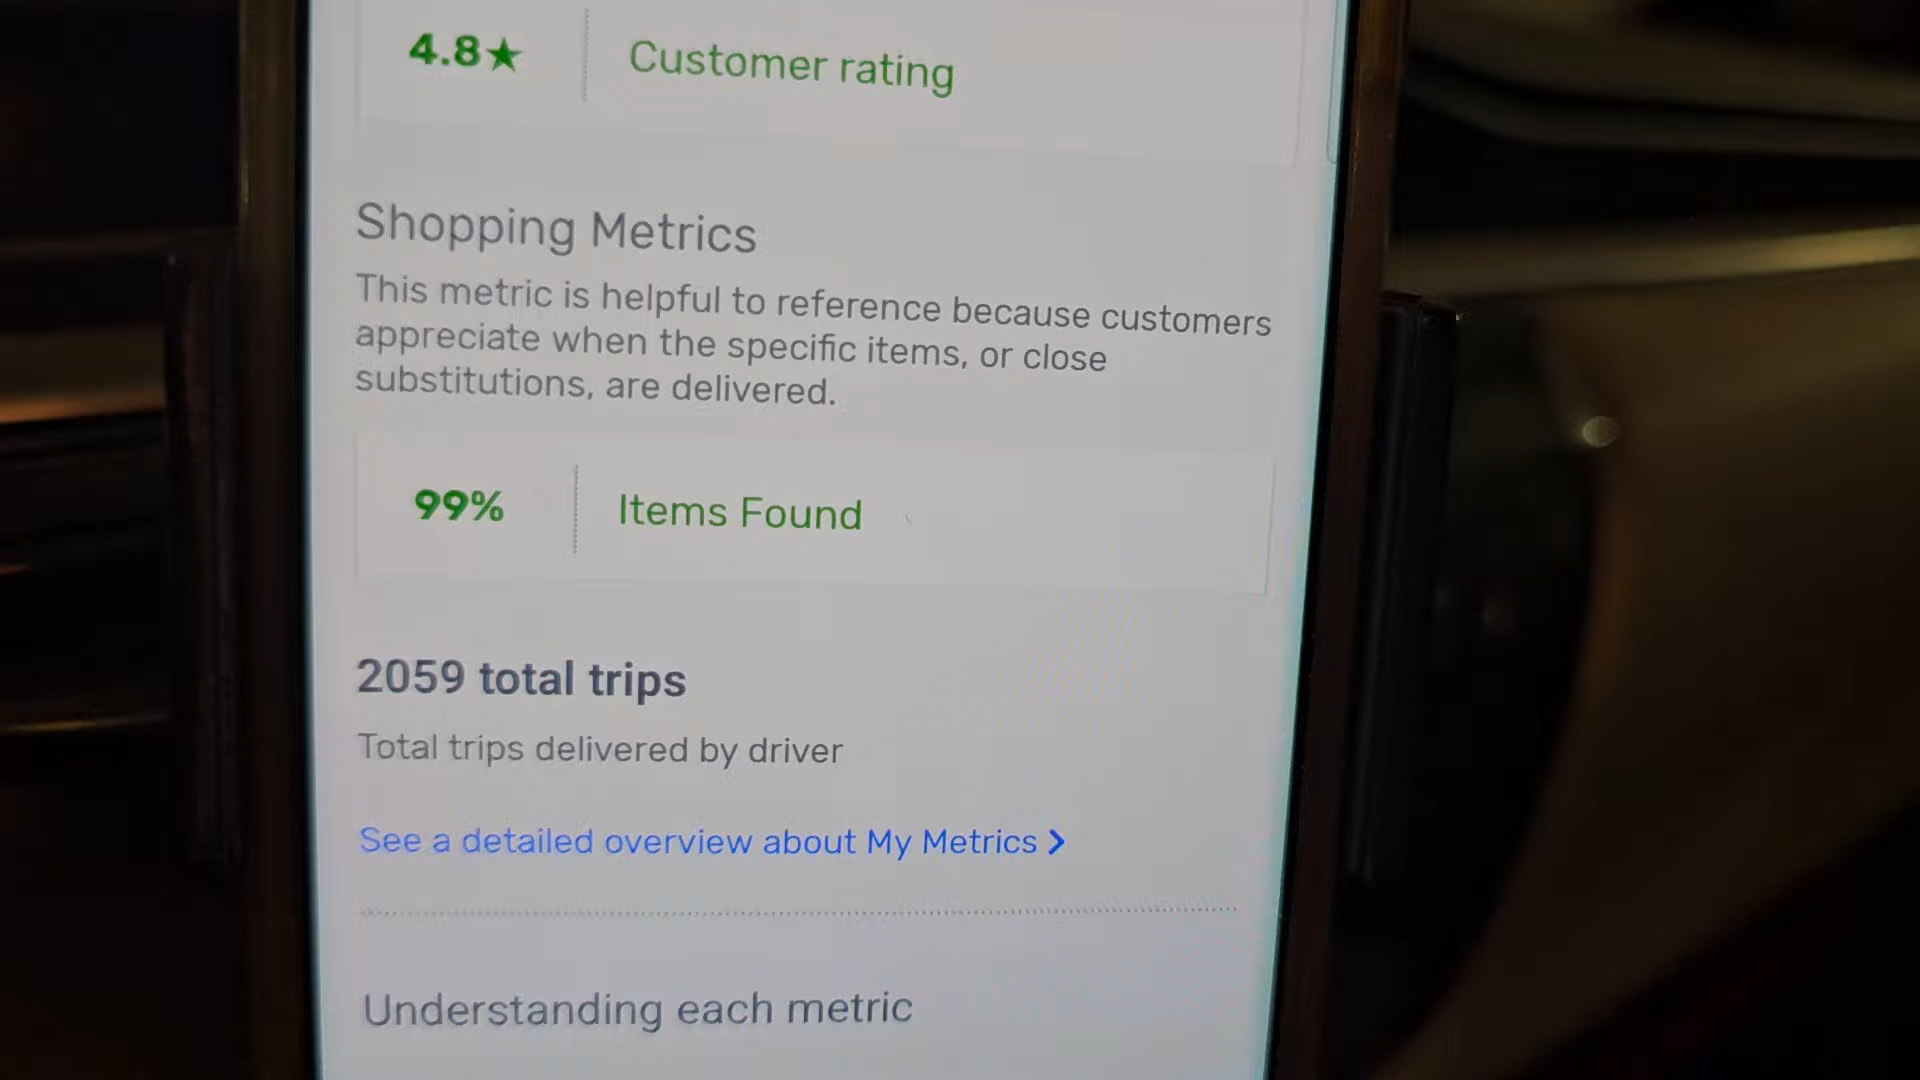 4.8★ Customer rating
Shopping Metrics
This metric is helpful to reference because customers
appreciate when the specific items, or close
substitutions, are delivered.
99% Items Found
2059 total trips
Total trips delivered by driver
See a detailed overview about My Metrics >
Understanding each metric